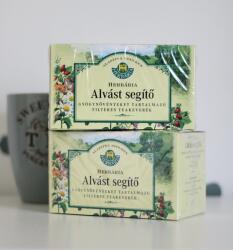 HERBÁRIA
Alvást segítő
GYÓGYNÖVÉNYEKET TARTALMAZÓ
FILTERES TEAKEVERÉK
HERBÁRIA
Alvást segítő
GYÓGYNÖVÉNYEKET TARTALMAZÓ
FILTERES TEAKEVERÉK